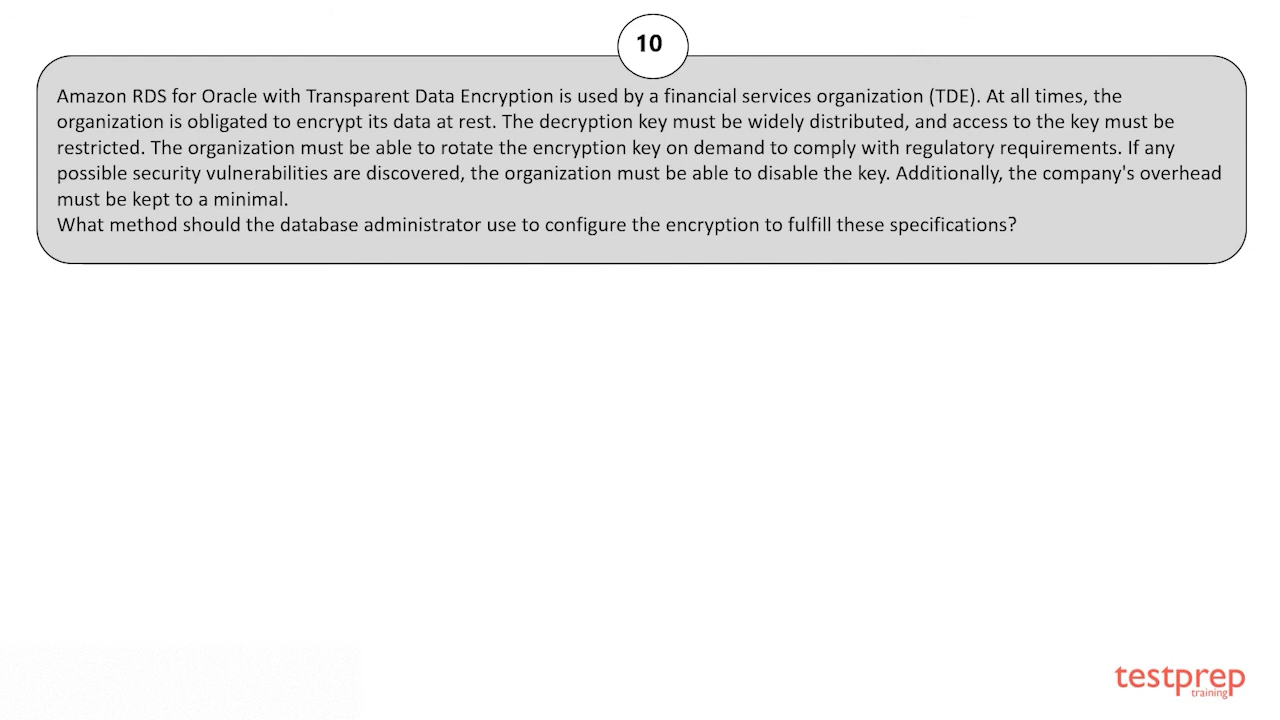 10
Amazon RDS for Oracle with Transparent Data Encryption is used by a financial services organization (TDE). At all times, the
organization is obligated to encrypt its data at rest. The decryption key must be widely distributed, and access to the key must be
restricted. The organization must be able to rotate the encryption key on demand to comply with regulatory requirements. If any
possible security vulnerabilities are discovered, the organization must be able to disable the key. Additionally, the company's overhead
must be kept to a minimal.
What method should the database administrator use to configure the encryption to fulfill these specifications?
testprep
training